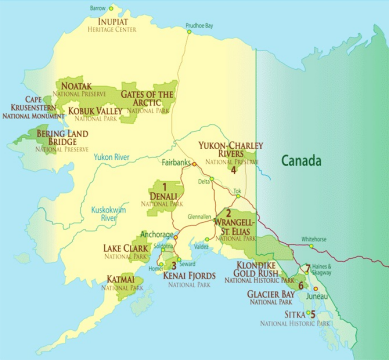 Barrow
INUPIAT
HERITAGE CENTER
Prudhoe Bay
NOATAK
NATIONAL PRESERVE
GATES OF THE
ARCTIC
NATIONAL PARK
CAPE
KRUSENSTERN
NATIONAL MONUMENT
KOBUK VALLEY
NATIONAL PARK
BERING LAND
BRIDGE
NATIONAL PRESERVE
YUKON-CHARLEY
RIVERS
NATIONAL PRESERVE
4
Canada
Yukon River
Fairbanks
Delta
Tok
1
DENALI
NATIONAL PARK
Kuskokwim
River
2
WRANGELL-
ST. ELIAS
NATIONAL PARK
Glennallen
Anchorage
Whitehorse
Valdez
LAKE CLARK
NATIONAL PARK
Soldotna
Homer
Seward
3
KENAI FJORDS
NATIONAL PARK
KATMAI
NATIONAL PARK
KLONDIKE
GOLD RUSH
NATIONAL HISTORIC PARK
7
Haines &
Skagway
6
GLACIER BAY
NATIONAL PARK
Juneau
SITKA 5
NATIONAL HISTORIC PARK